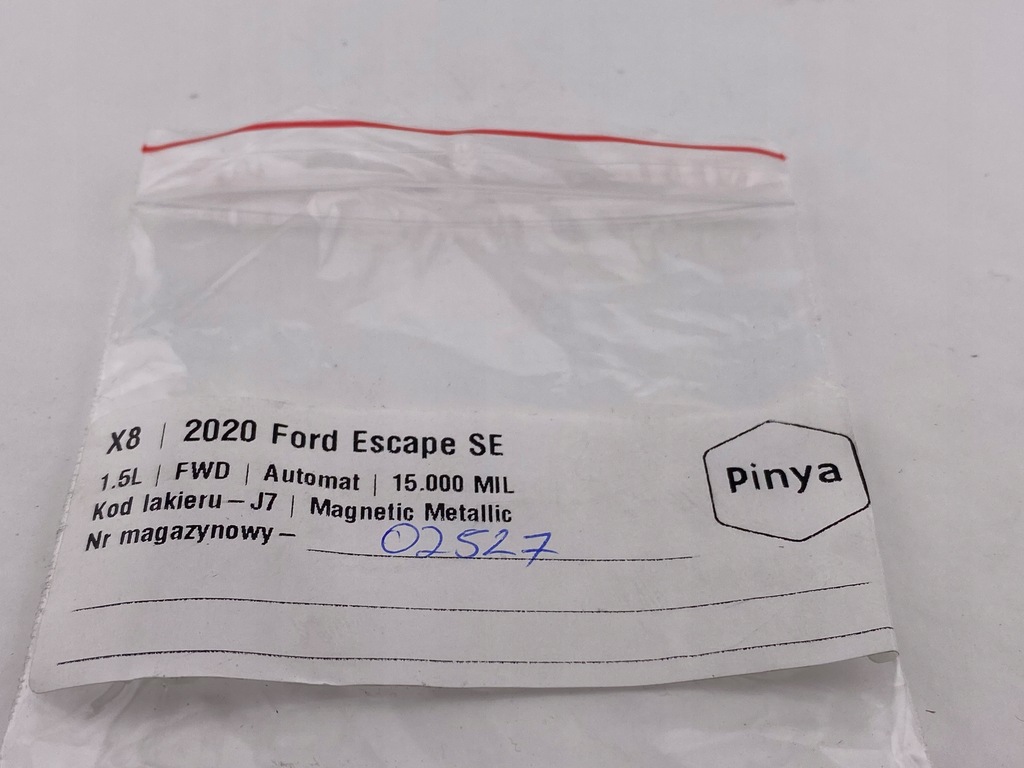 X8 | 2020 Ford Escape SE
1.5L | FWD | Automat | 15.000 MIL
Kod lakieru – J7 | Magnetic Metallic
Nr magazynowy – 02527
Pinya